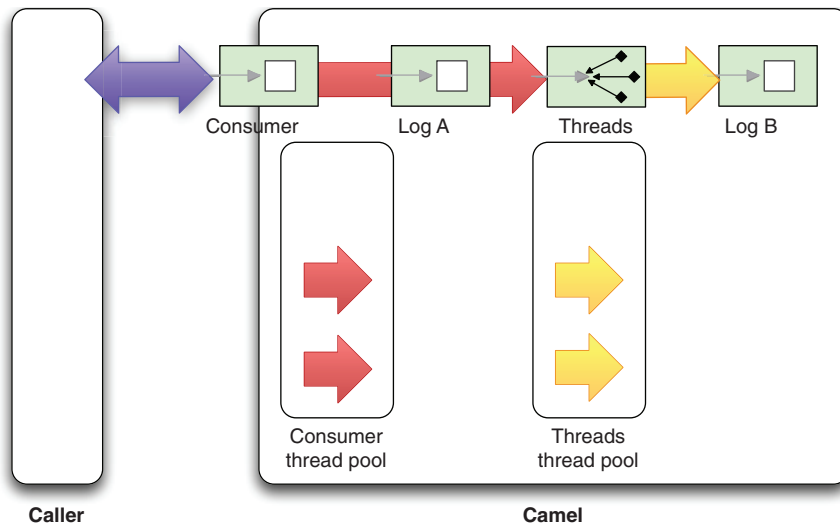 Consumer
Log A
Threads
Log B
Consumer
thread pool
Threads
thread pool
Caller
Camel